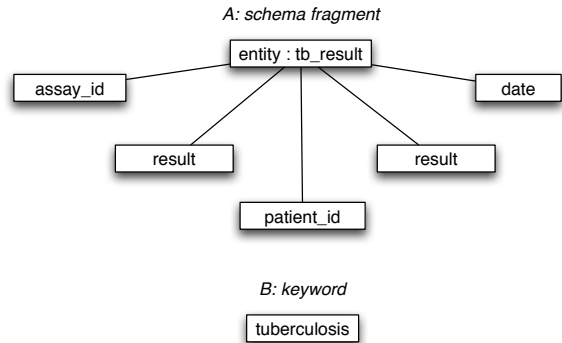 A: schema fragment
entity : tb_result
assay_id
date
result
result
patient_id
B: keyword
tuberculosis